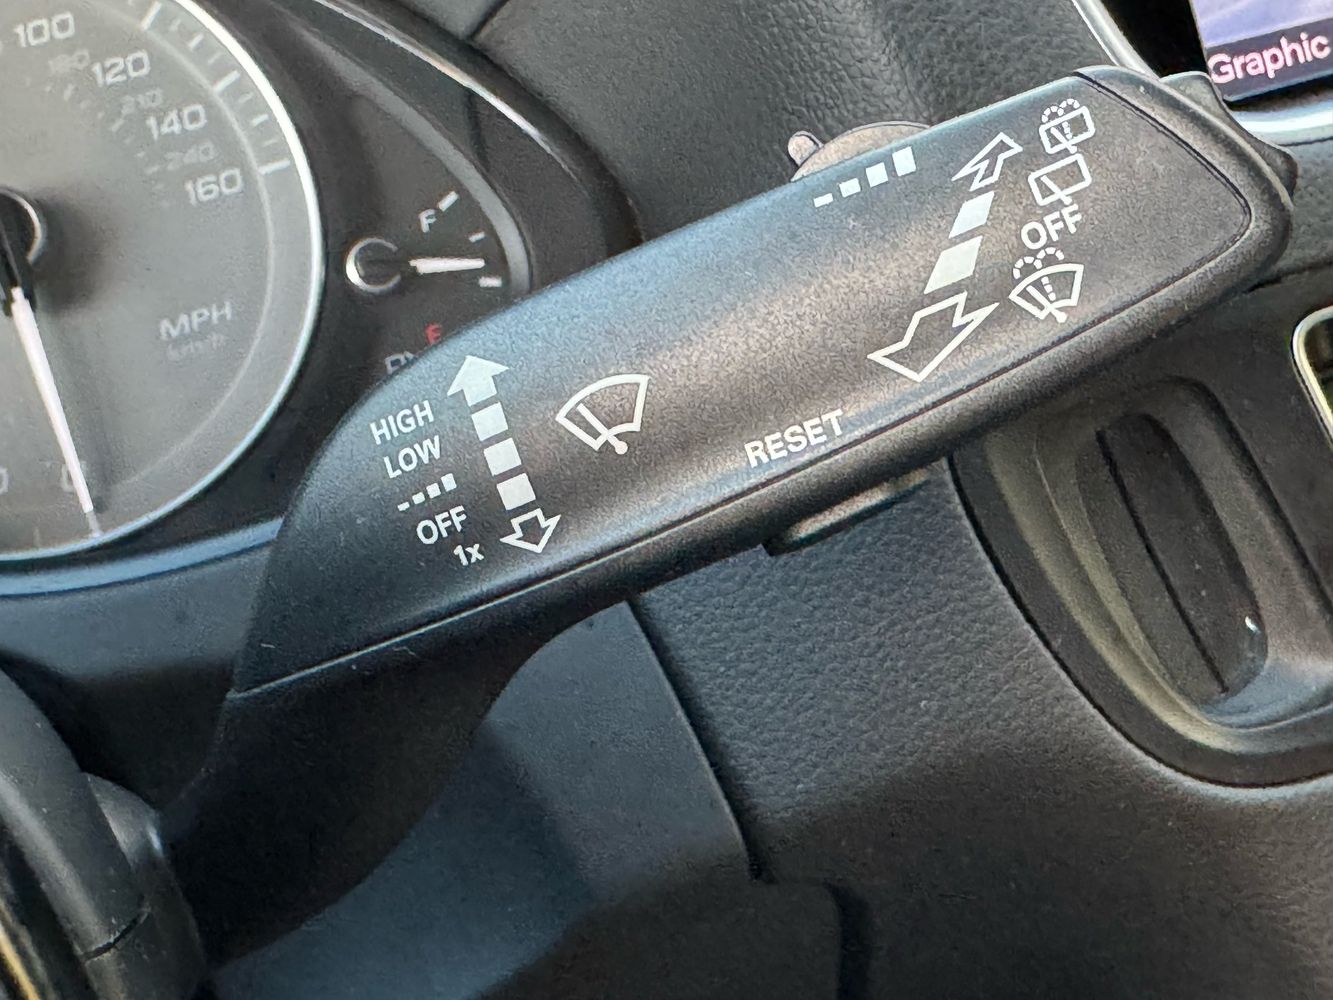 100
120
140
160
MPH
F
Graphic
OFF
HIGH
LOW
OFF
1x
RESET